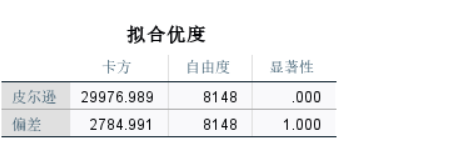 拟合优度
卡方 自由度 显著性
皮尔逊 29976.989 8148 .000
偏差 2784.991 8148 1.000